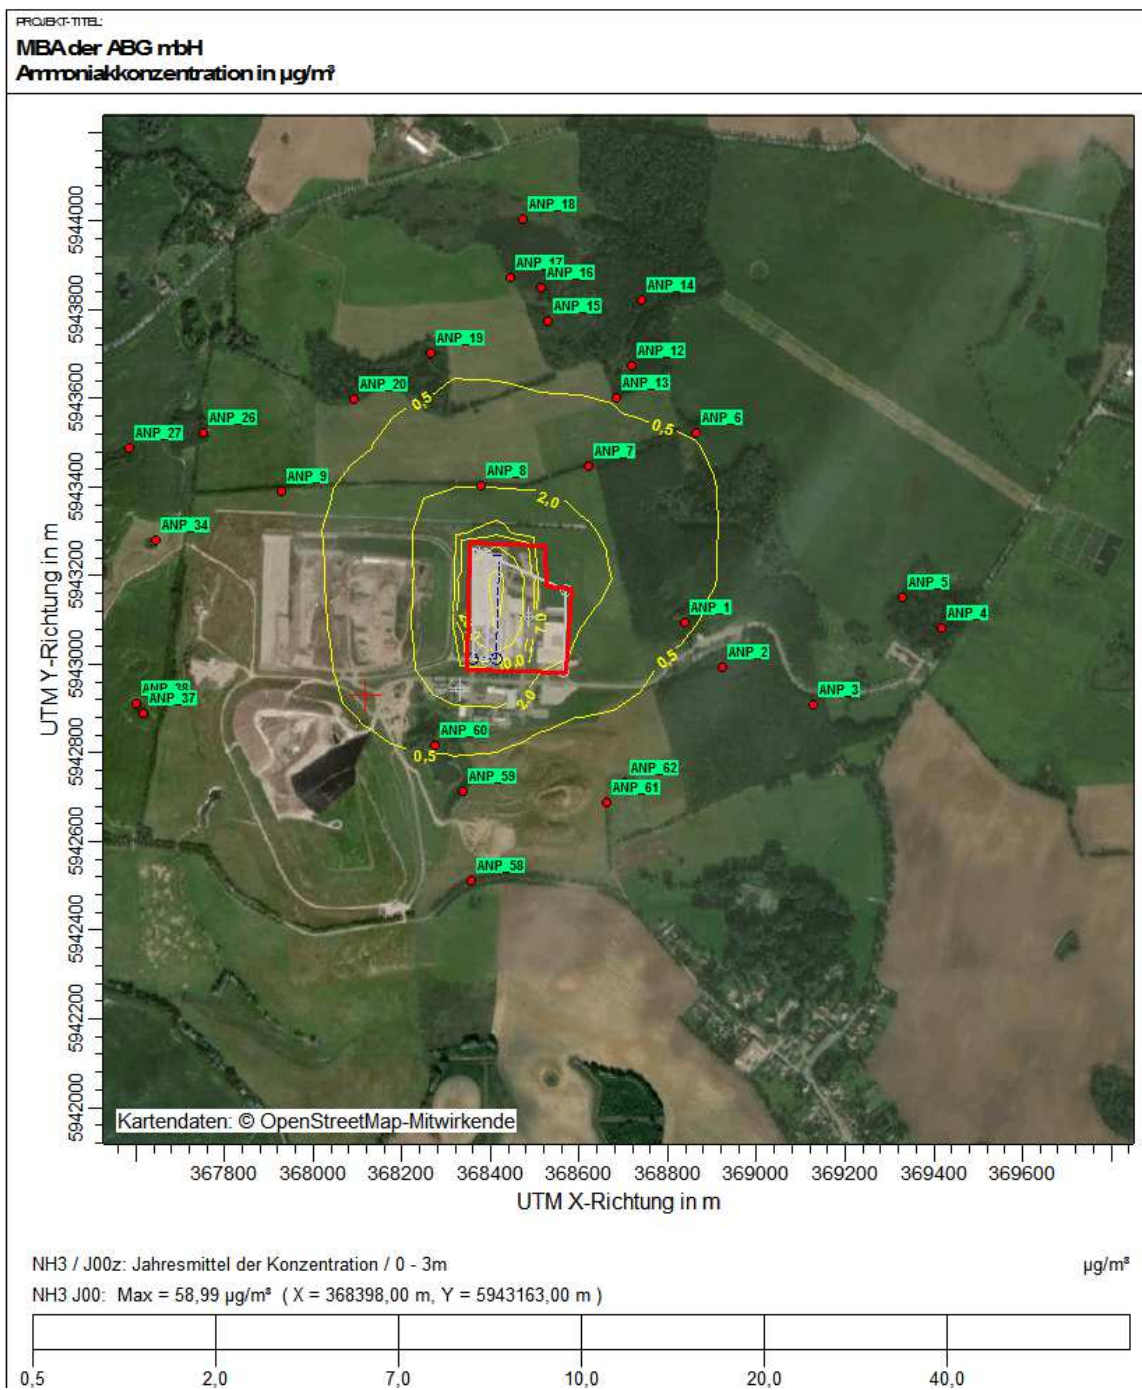 PROJEKT-TITEL:
MBA der ABG mbH
Ammoniakkonzentration in µg/m³
ANP_18
ANP_17
ANP_16
ANP_14
ANP_15
ANP_19
ANP_12
ANP_20
ANP_13
0,5
ANP_26
ANP_6
0,5
ANP_27
ANP_7
ANP_8
ANP_9
2,0
ANP_34
ANP_5
ANP_1
7,0
ANP_4
0,5
ANP_2
ANP_38
2,0
ANP_37
ANP_3
ANP_60
0,5
ANP_62
ANP_59
ANP_61
ANP_58
UTM Y-Richtung in m
5944000
5943800
5943600
5943400
5943200
5943000
5942800
5942600
5942400
5942200
5942000
Kartendaten: © OpenStreetMap-Mitwirkende
367800 368000 368200 368400 368600 368800 369000 369200 369400 369600
UTM X-Richtung in m
NH3 / J00z: Jahresmittel der Konzentration / 0 - 3m µg/m³
NH3 J00: Max = 58,99 µg/m³ ( X = 368398,00 m, Y = 5943163,00 m )
0,5 2,0 7,0 10,0 20,0 40,0